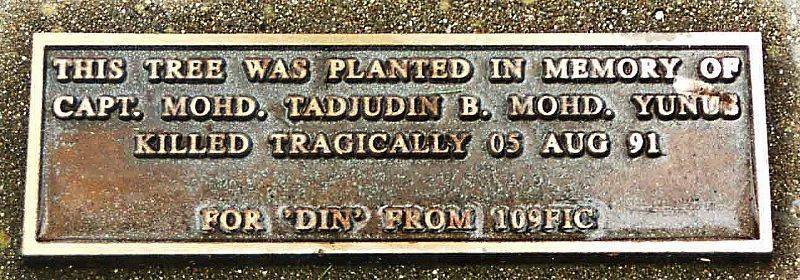 THIS TREE WAS PLANTED IN MEMORY OF
CAPT. MOHD. TADJUDIN B. MOHD. YUNUS
KILLED TRAGICALLY 05 AUG 91
FOR 'DIN' FROM 109FIC